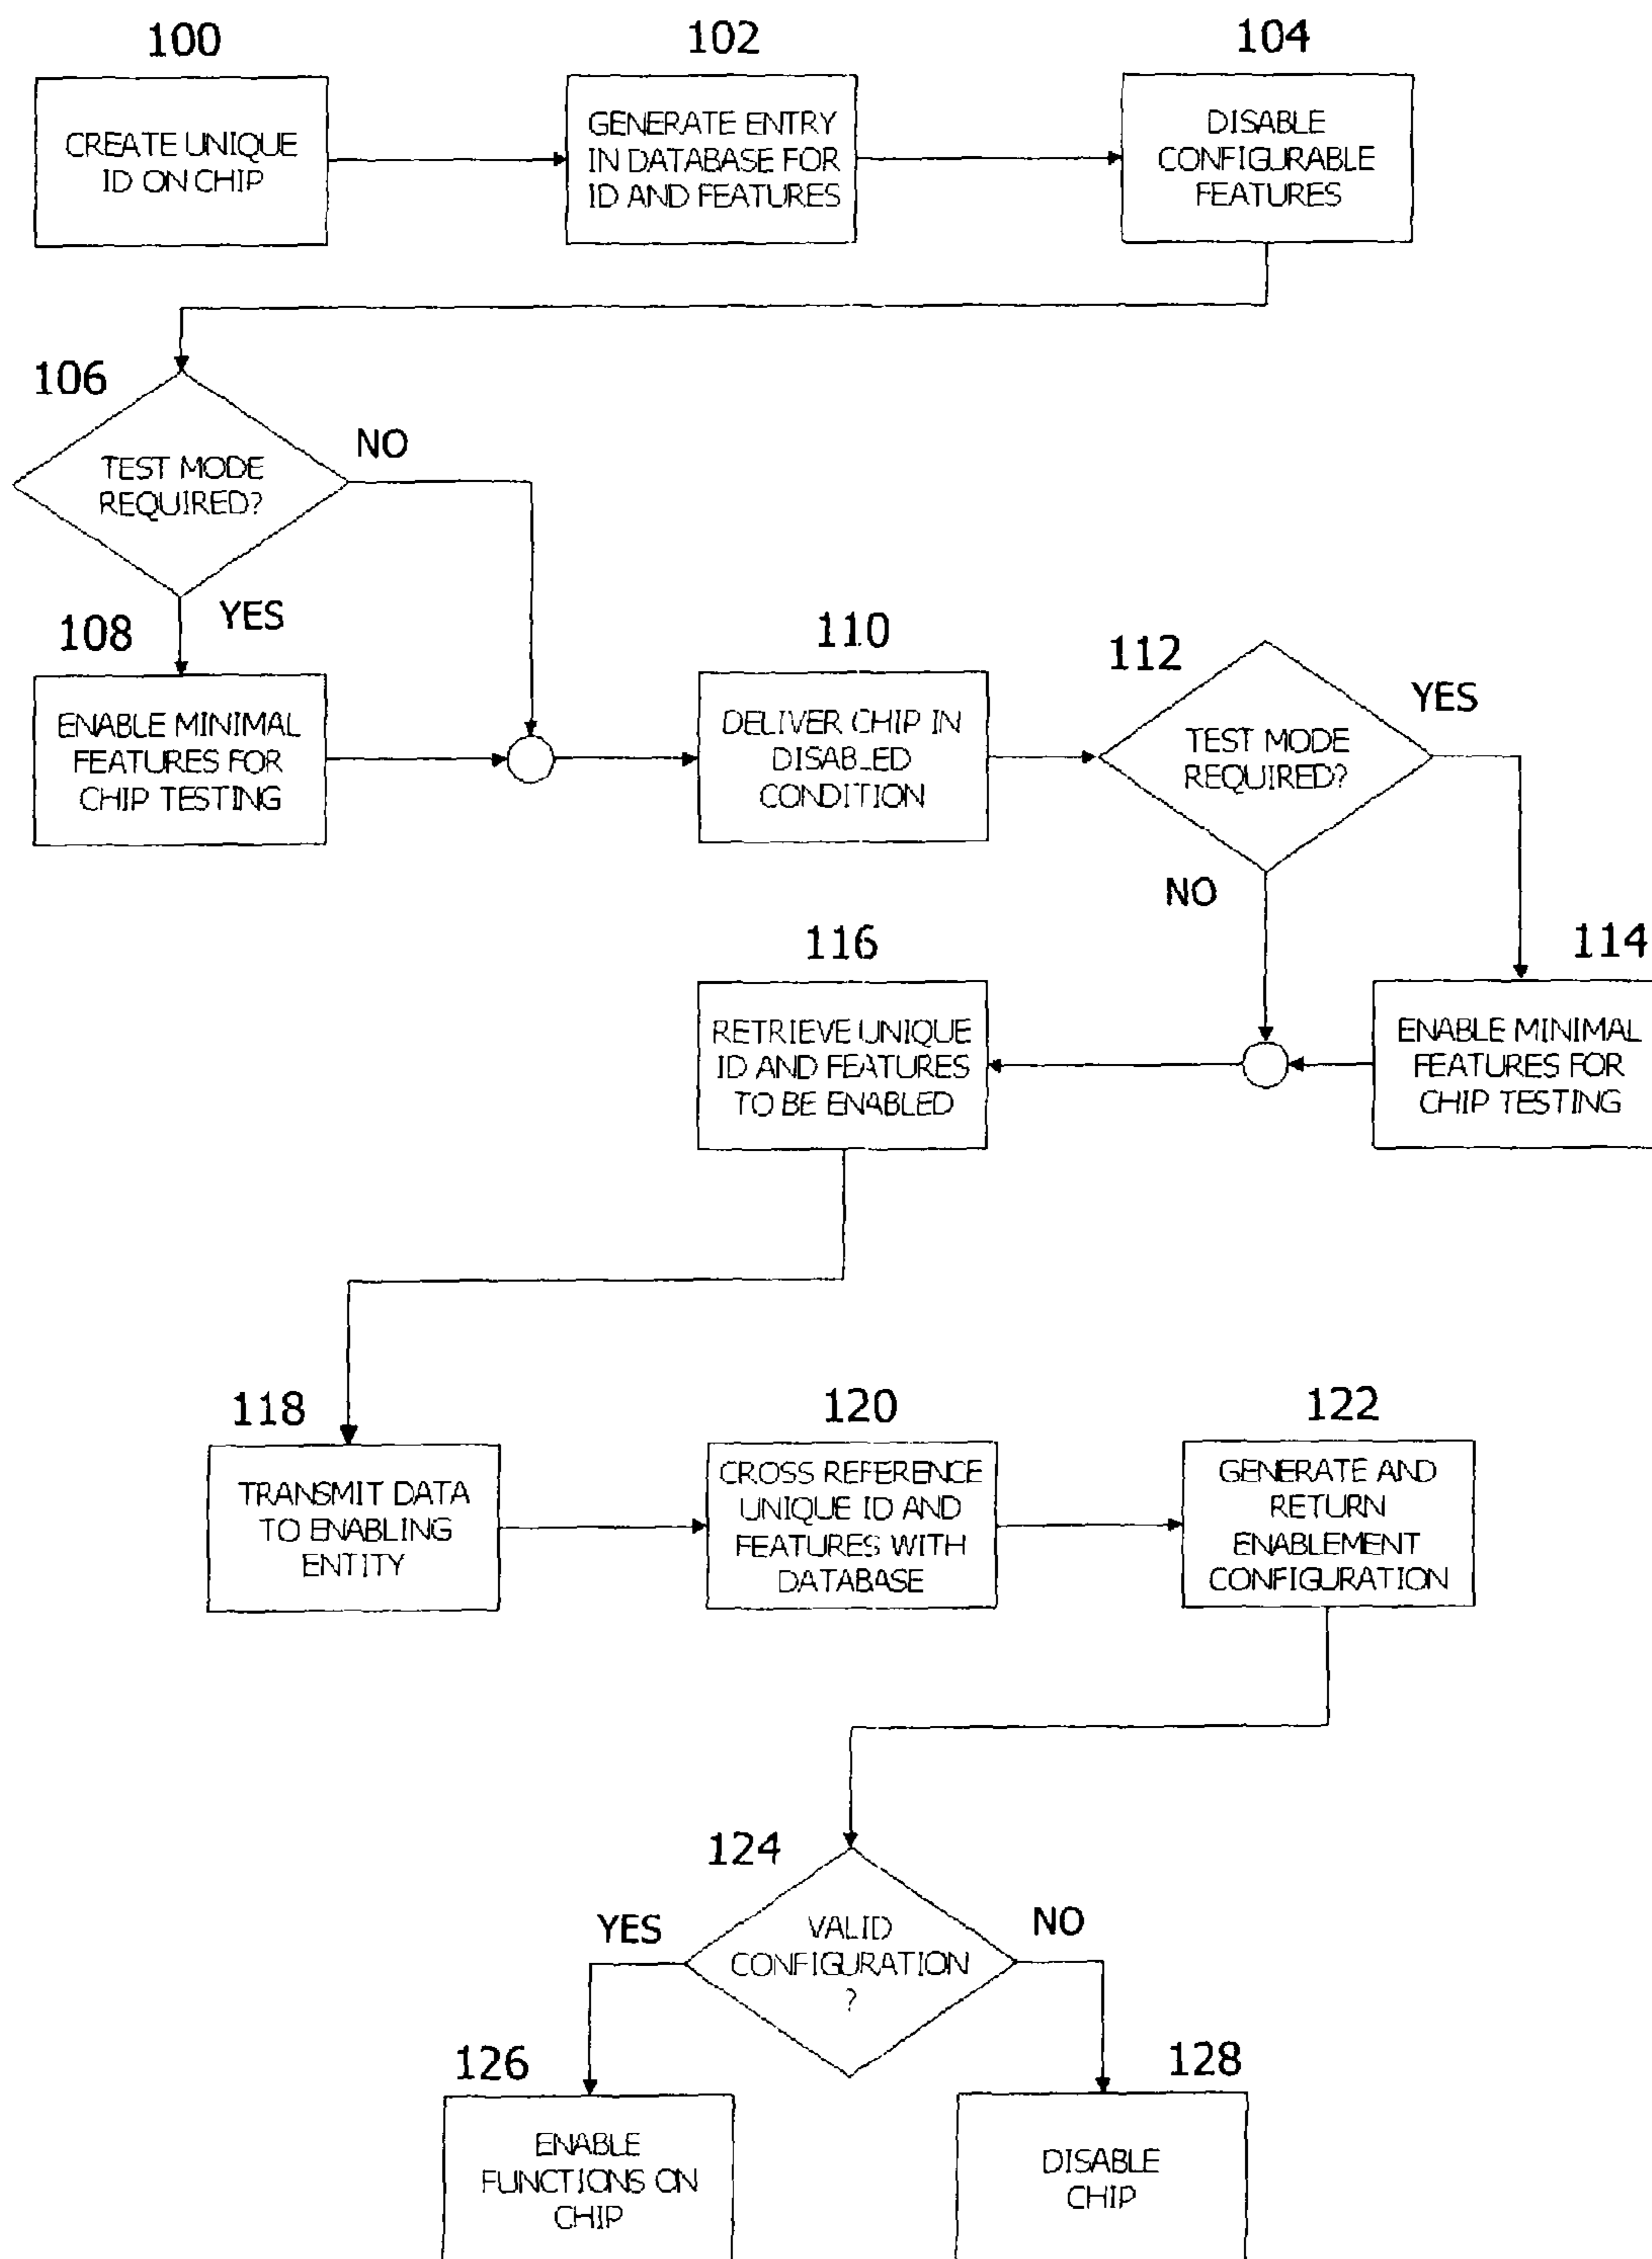 100
CREATE UNIQUE
ID ON CHIP
102
GENERATE ENTRY
IN DATABASE FOR
ID AND FEATURES
104
DISABLE
CONFIGURABLE
FEATURES
106
TEST MODE
REQUIRED?
NO
YES
108
ENABLE MINIMAL
FEATURES FOR
CHIP TESTING
110
DELIVER CHIP IN
DISABLED
CONDITION
112
TEST MODE
REQUIRED?
YES
NO
114
ENABLE MINIMAL
FEATURES FOR
CHIP TESTING
116
RETRIEVE UNIQUE
ID AND FEATURES
TO BE ENABLED
118
TRANSMIT DATA
TO ENABLING
ENTITY
120
CROSS REFERENCE
UNIQUE ID AND
FEATURES WITH
DATABASE
122
GENERATE AND
RETURN
ENABLEMENT
CONFIGURATION
124
VALID
CONFIGURATION
?
YES
NO
126
ENABLE
FUNCTIONS ON
CHIP
128
DISABLE
CHIP